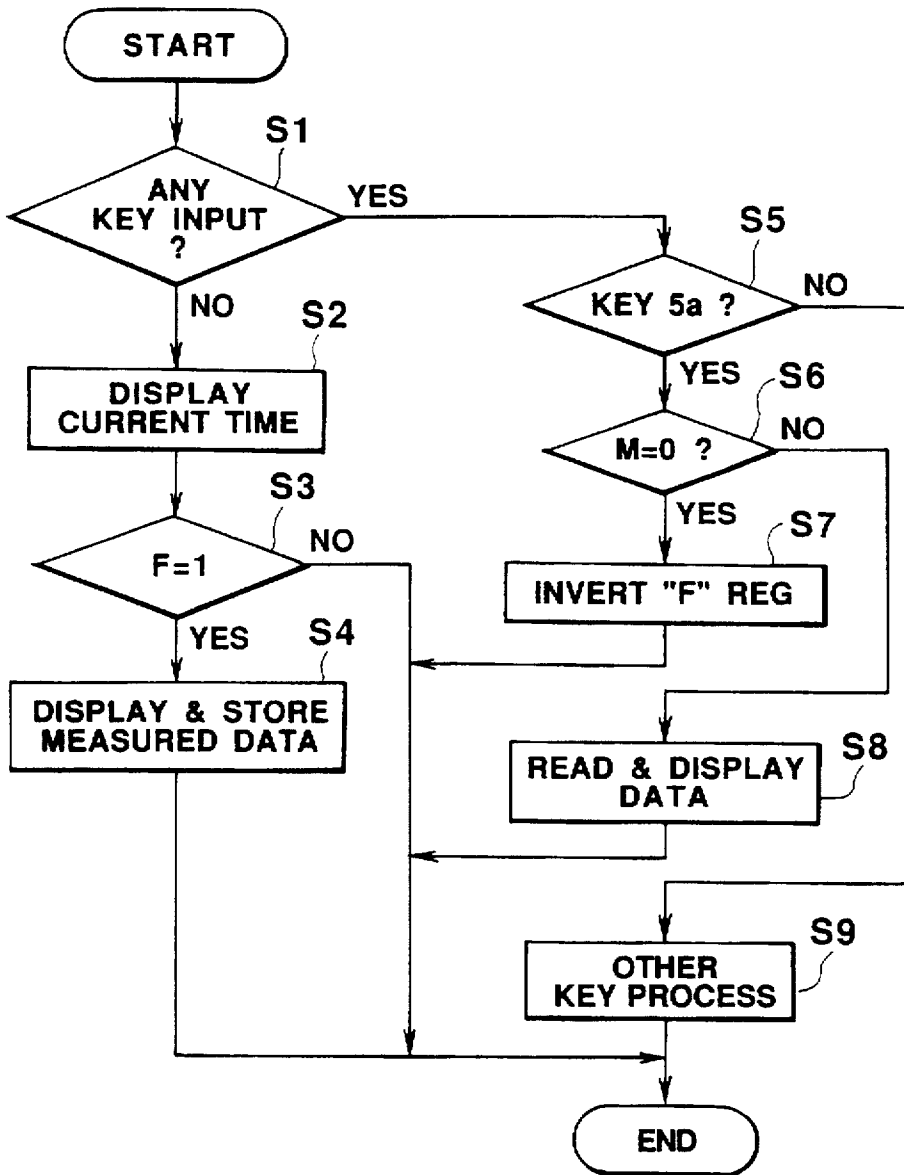 START
S1
ANY
KEY INPUT
?
YES
NO
S5
KEY 5a ?
NO
YES
S2
DISPLAY
CURRENT TIME
S6
M=0 ?
NO
YES
S3
F=1
NO
YES
S7
INVERT "F" REG
S4
DISPLAY & STORE
MEASURED DATA
S8
READ & DISPLAY
DATA
S9
OTHER
KEY PROCESS
END